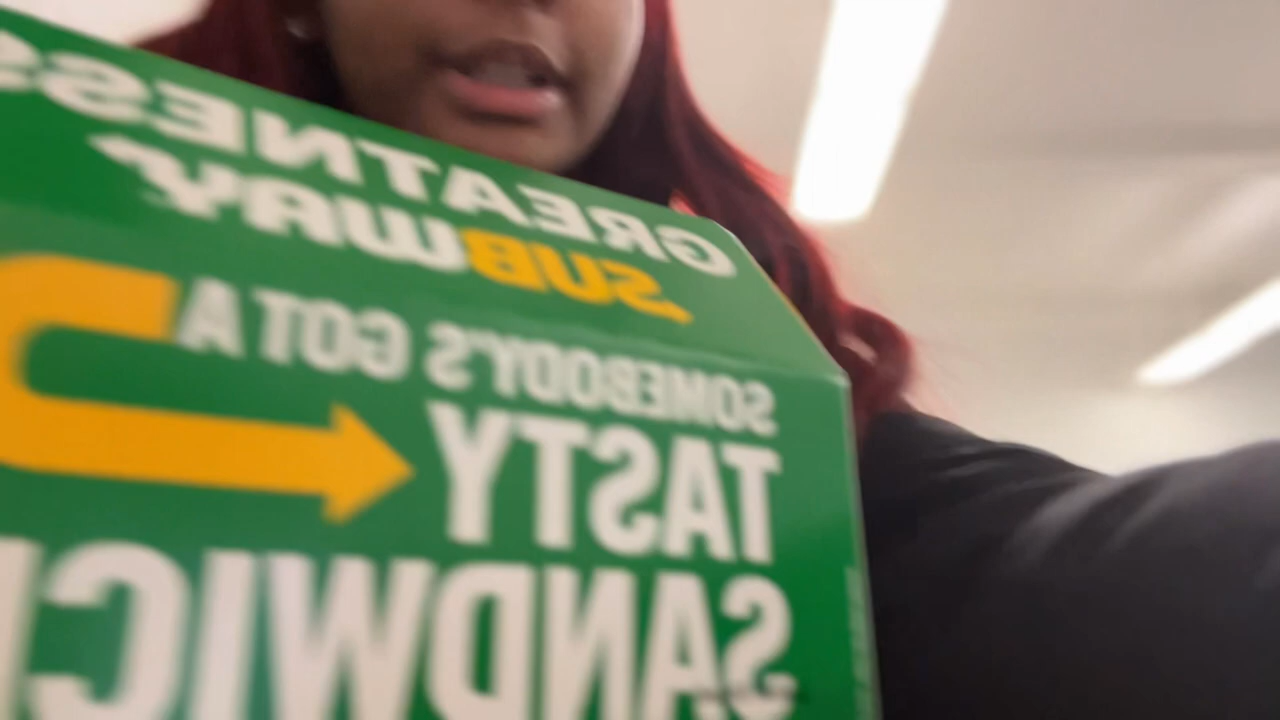 GREATNESS
SUBWAY
SOMEBODY'S GOT A
TASTY
SANDWIC